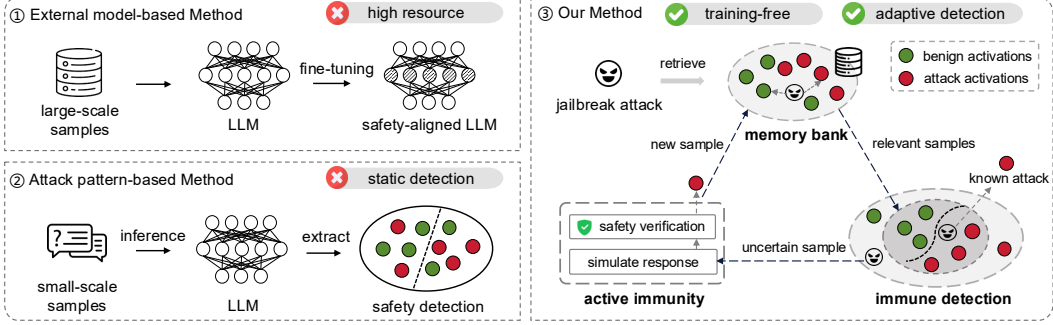 ① External model-based Method
high resource
large-scale
samples
LLM
fine-tuning
safety-aligned LLM
② Attack pattern-based Method
static detection
?
inference
small-scale
samples
LLM
extract
safety detection
③ Our Method
training-free
adaptive detection
jailbreak attack
retrieve
memory bank
benign activations
attack activations
new sample
relevant samples
known attack
safety verification
simulate response
active immunity
uncertain sample
immune detection